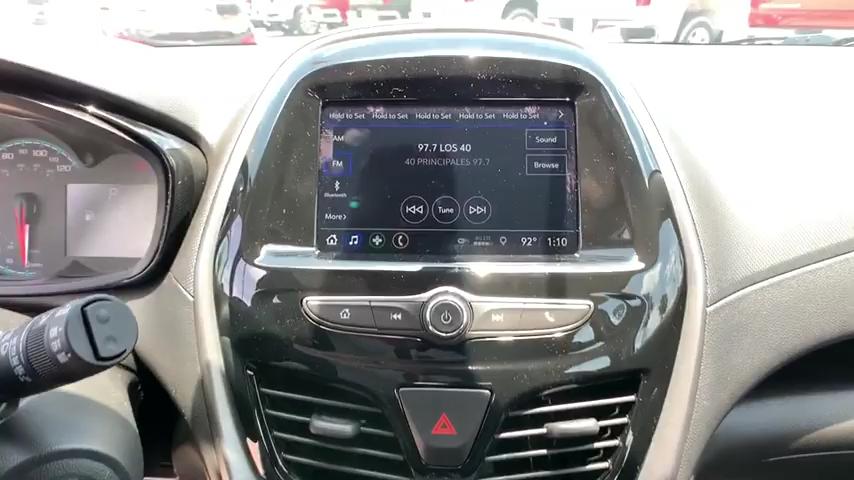 Hold to Set Hold to Set Hold to Set Hold to Set Hold to Set
AM
97.7 LOS 40
Sound
FM
40 PRINCIPALES 97.7
Browse
Bluetooth
Tune
More
92° 1:10
80 100 120
P